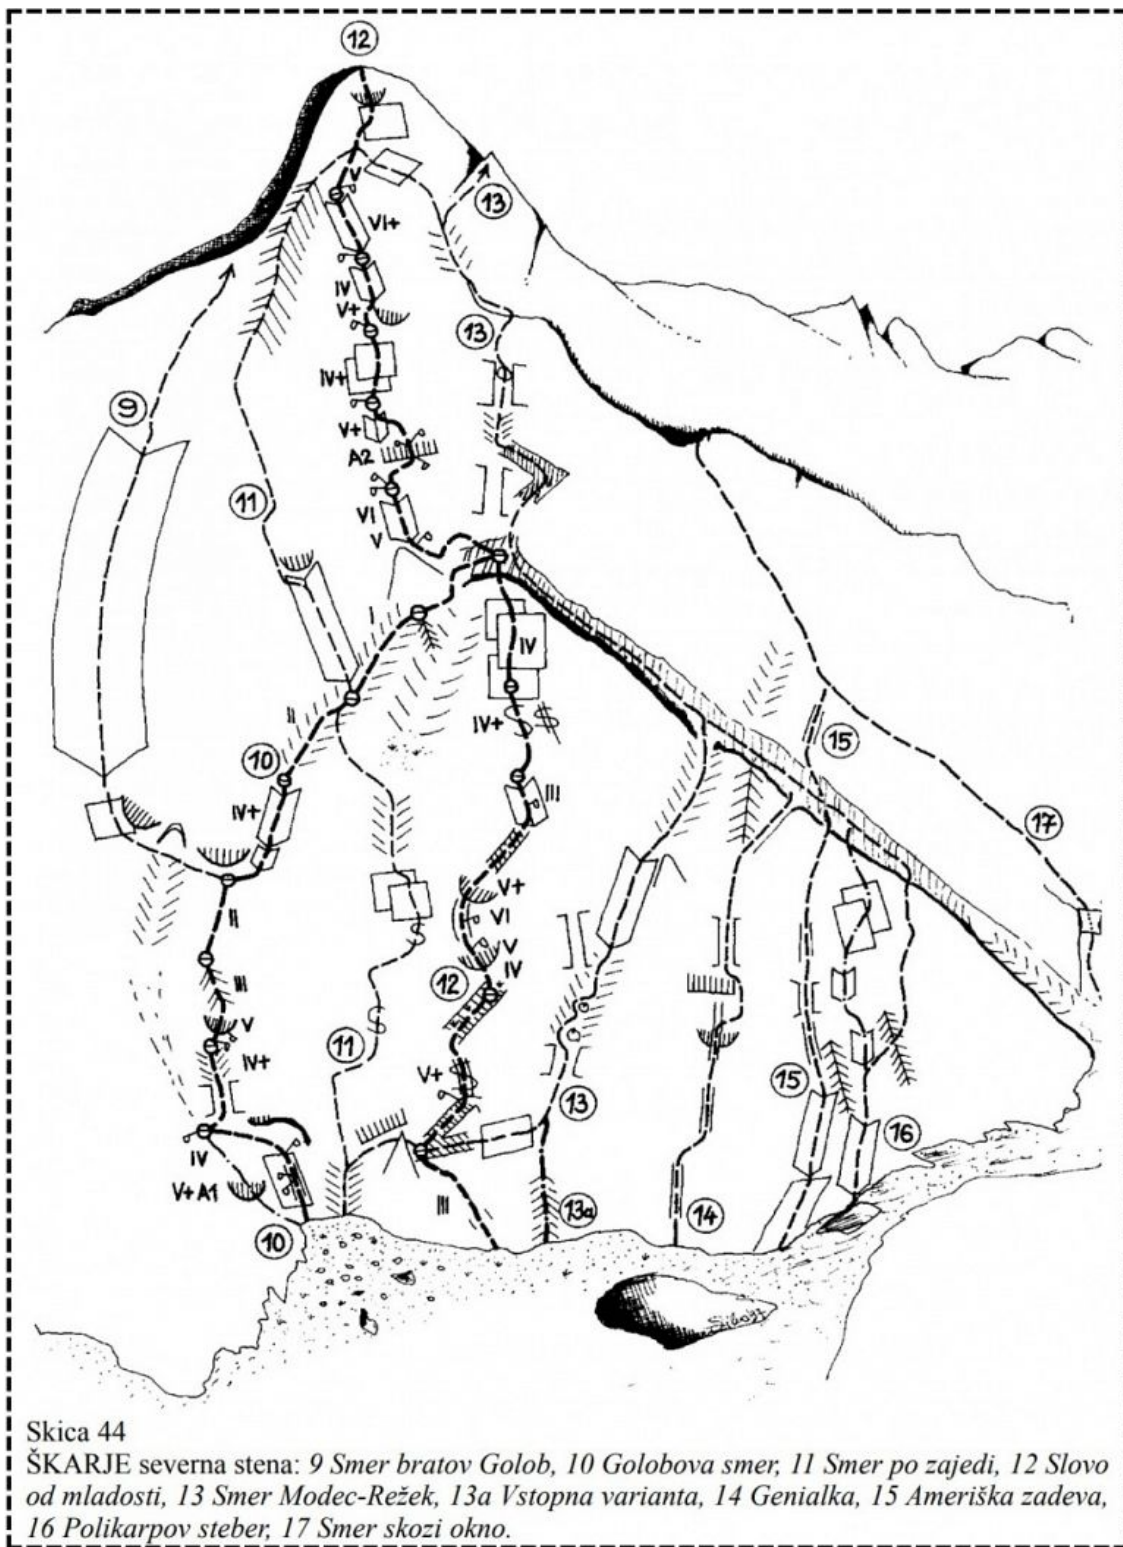 12
V
13
VI+
IV
V+
13
IV+
9
V+
A2
11
VI
V
IV
IV+
15
10
II
III
IV+
17
V+
VI
II
V
IV
12
III
V
IV+
11
V+
15
13
16
IV
V+ A1
III
13a
14
10
Skica 44
ŠKARJE severna stena: 9 Smer bratov Golob, 10 Golobova smer, 11 Smer po zajedi, 12 Slovo
od mladosti, 13 Smer Modec-Režek, 13a Vstopna varianta, 14 Genialka, 15 Ameriška zadeva,
16 Polikarpov steber, 17 Smer skozi okno.